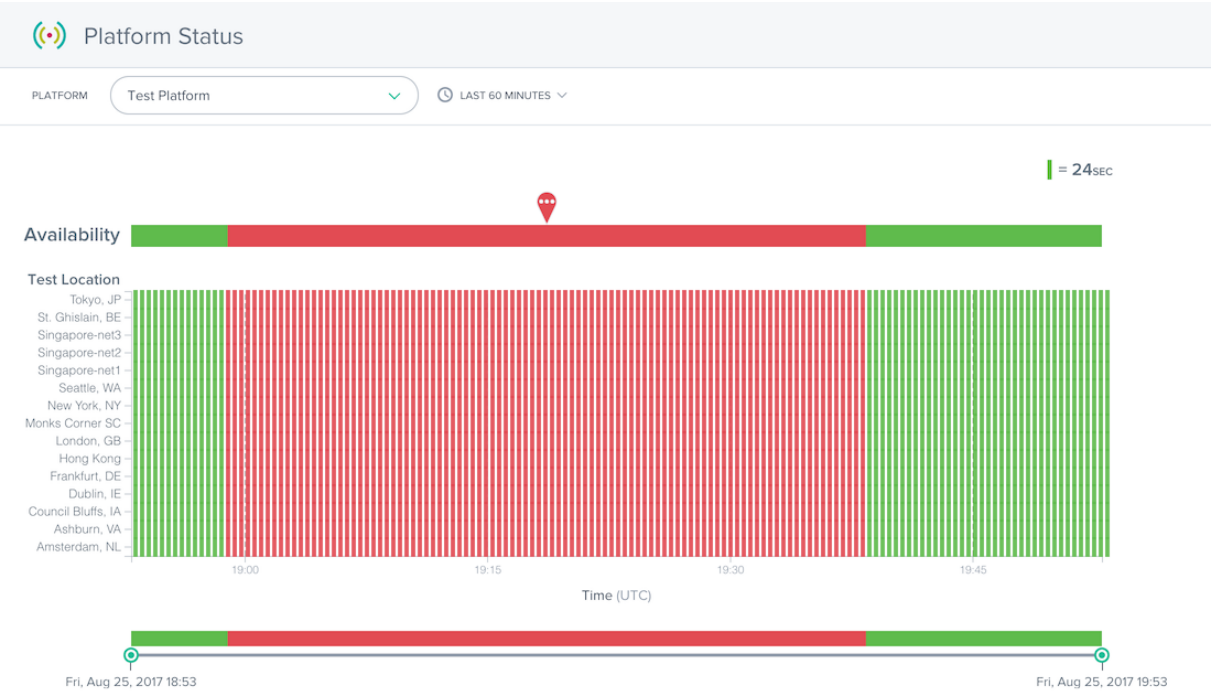 Platform Status
PLATFORM
Test Platform
LAST 60 MINUTES
= 24SEC
Availability
Test Location
Tokyo, JP
St. Ghislain, BE
Singapore-net3
Singapore-net2
Singapore-net1
Seattle, WA
New York, NY
Monks Corner SC
London, GB
Hong Kong
Frankfurt, DE
Dublin, IE
Council Bluffs, IA
Ashburn, VA
Amsterdam, NL
19:00
19:15
19:30
19:45
Time (UTC)
Fri, Aug 25, 2017 18:53
Fri, Aug 25, 2017 19:53